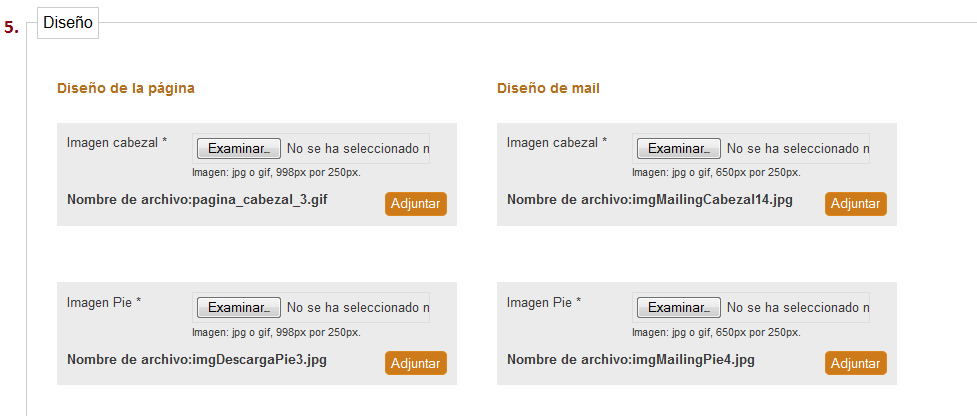 5.
Diseño
Diseño de la página
Imagen cabezal *
Examinar... No se ha seleccionado n
Imagen: jpg o gif, 998px por 250px.
Nombre de archivo:pagina_cabezal_3.gif
Adjuntar
Imagen Pie *
Examinar... No se ha seleccionado n
Imagen: jpg o gif, 998px por 250px.
Nombre de archivo:imgDescargaPie3.jpg
Adjuntar
Diseño de mail
Imagen cabezal *
Examinar... No se ha seleccionado n
Imagen: jpg o gif, 650px por 250px.
Nombre de archivo:imgMailingCabezal14.jpg
Adjuntar
Imagen Pie *
Examinar... No se ha seleccionado n
Imagen: jpg o gif, 650px por 250px.
Nombre de archivo:imgMailingPie4.jpg
Adjuntar